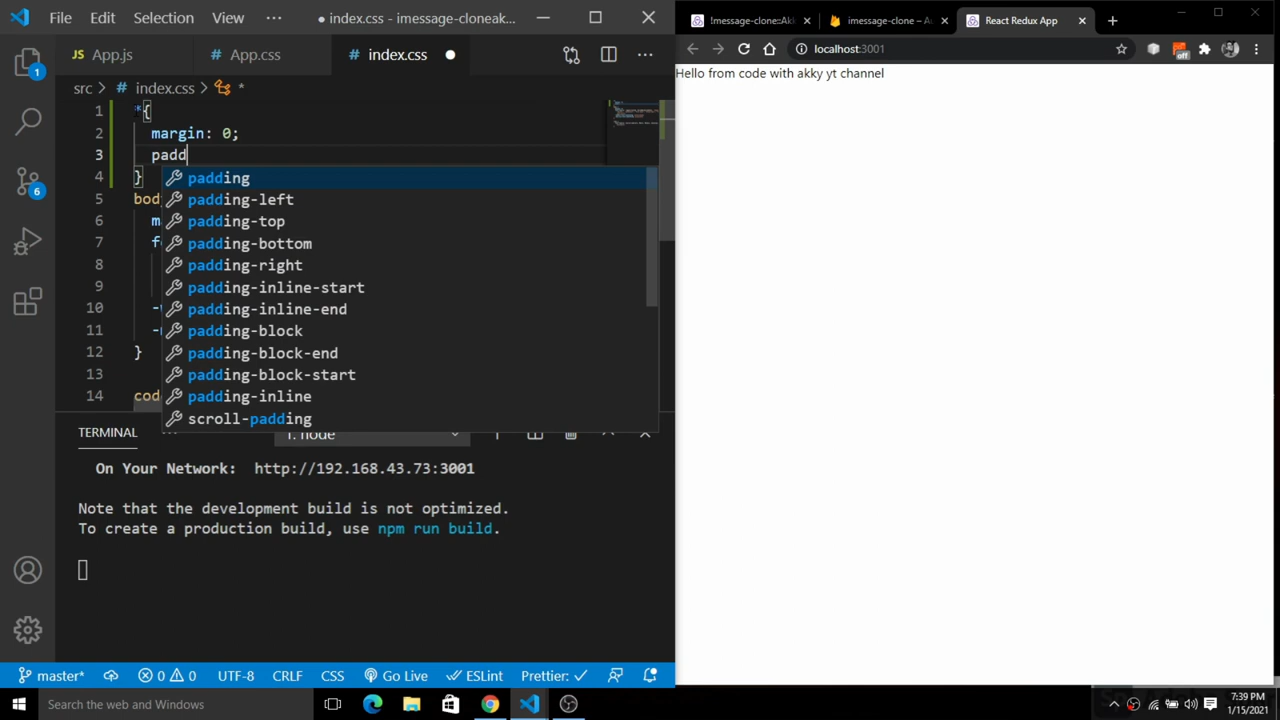 File Edit Selection View ··· ● index.css - imessage-cloneak...
JS App.js # App.css # index.css ●
src > # index.css > *
1 *{
2 margin: 0;
3 padd
4 }
5 bod
6 m
7 fo
8
9
10 -w
11
12 }
13
14 cod
padding
padding-left
padding-top
padding-bottom
padding-right
padding-inline-start
padding-inline-end
padding-block
padding-block-end
padding-block-start
padding-inline
scroll-padding
TERMINAL ··· 1: node
On Your Network: http://192.168.43.73:3001
Note that the development build is not optimized.
To create a production build, use npm run build.
1
6
master* 0 0 UTF-8 CRLF CSS Go Live ESLint Prettier: ✓
Search the web and Windows
!message-clone:Ak imessage-clone – Au React Redux App
localhost:3001
off
Hello from code with akky yt channel
7:39 PM
1/15/2021